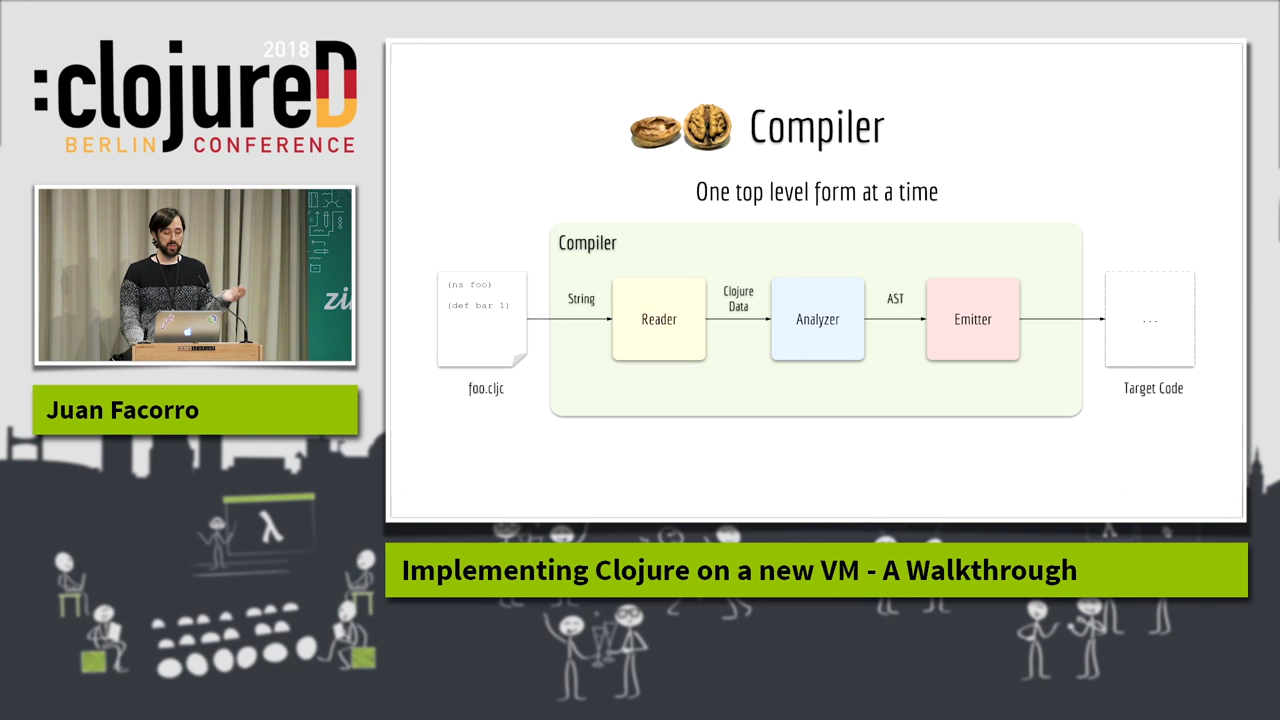 2018
:clojureD
BERLIN CONFERENCE
Compiler
One top level form at a time
Compiler
(ns foo)
(def bar 1)
foo.cljc
String
Reader
Clojure
Data
Analyzer
AST
Emitter
...
Target Code
zi
Juan Facorro
Implementing Clojure on a new VM - A Walkthrough
λ